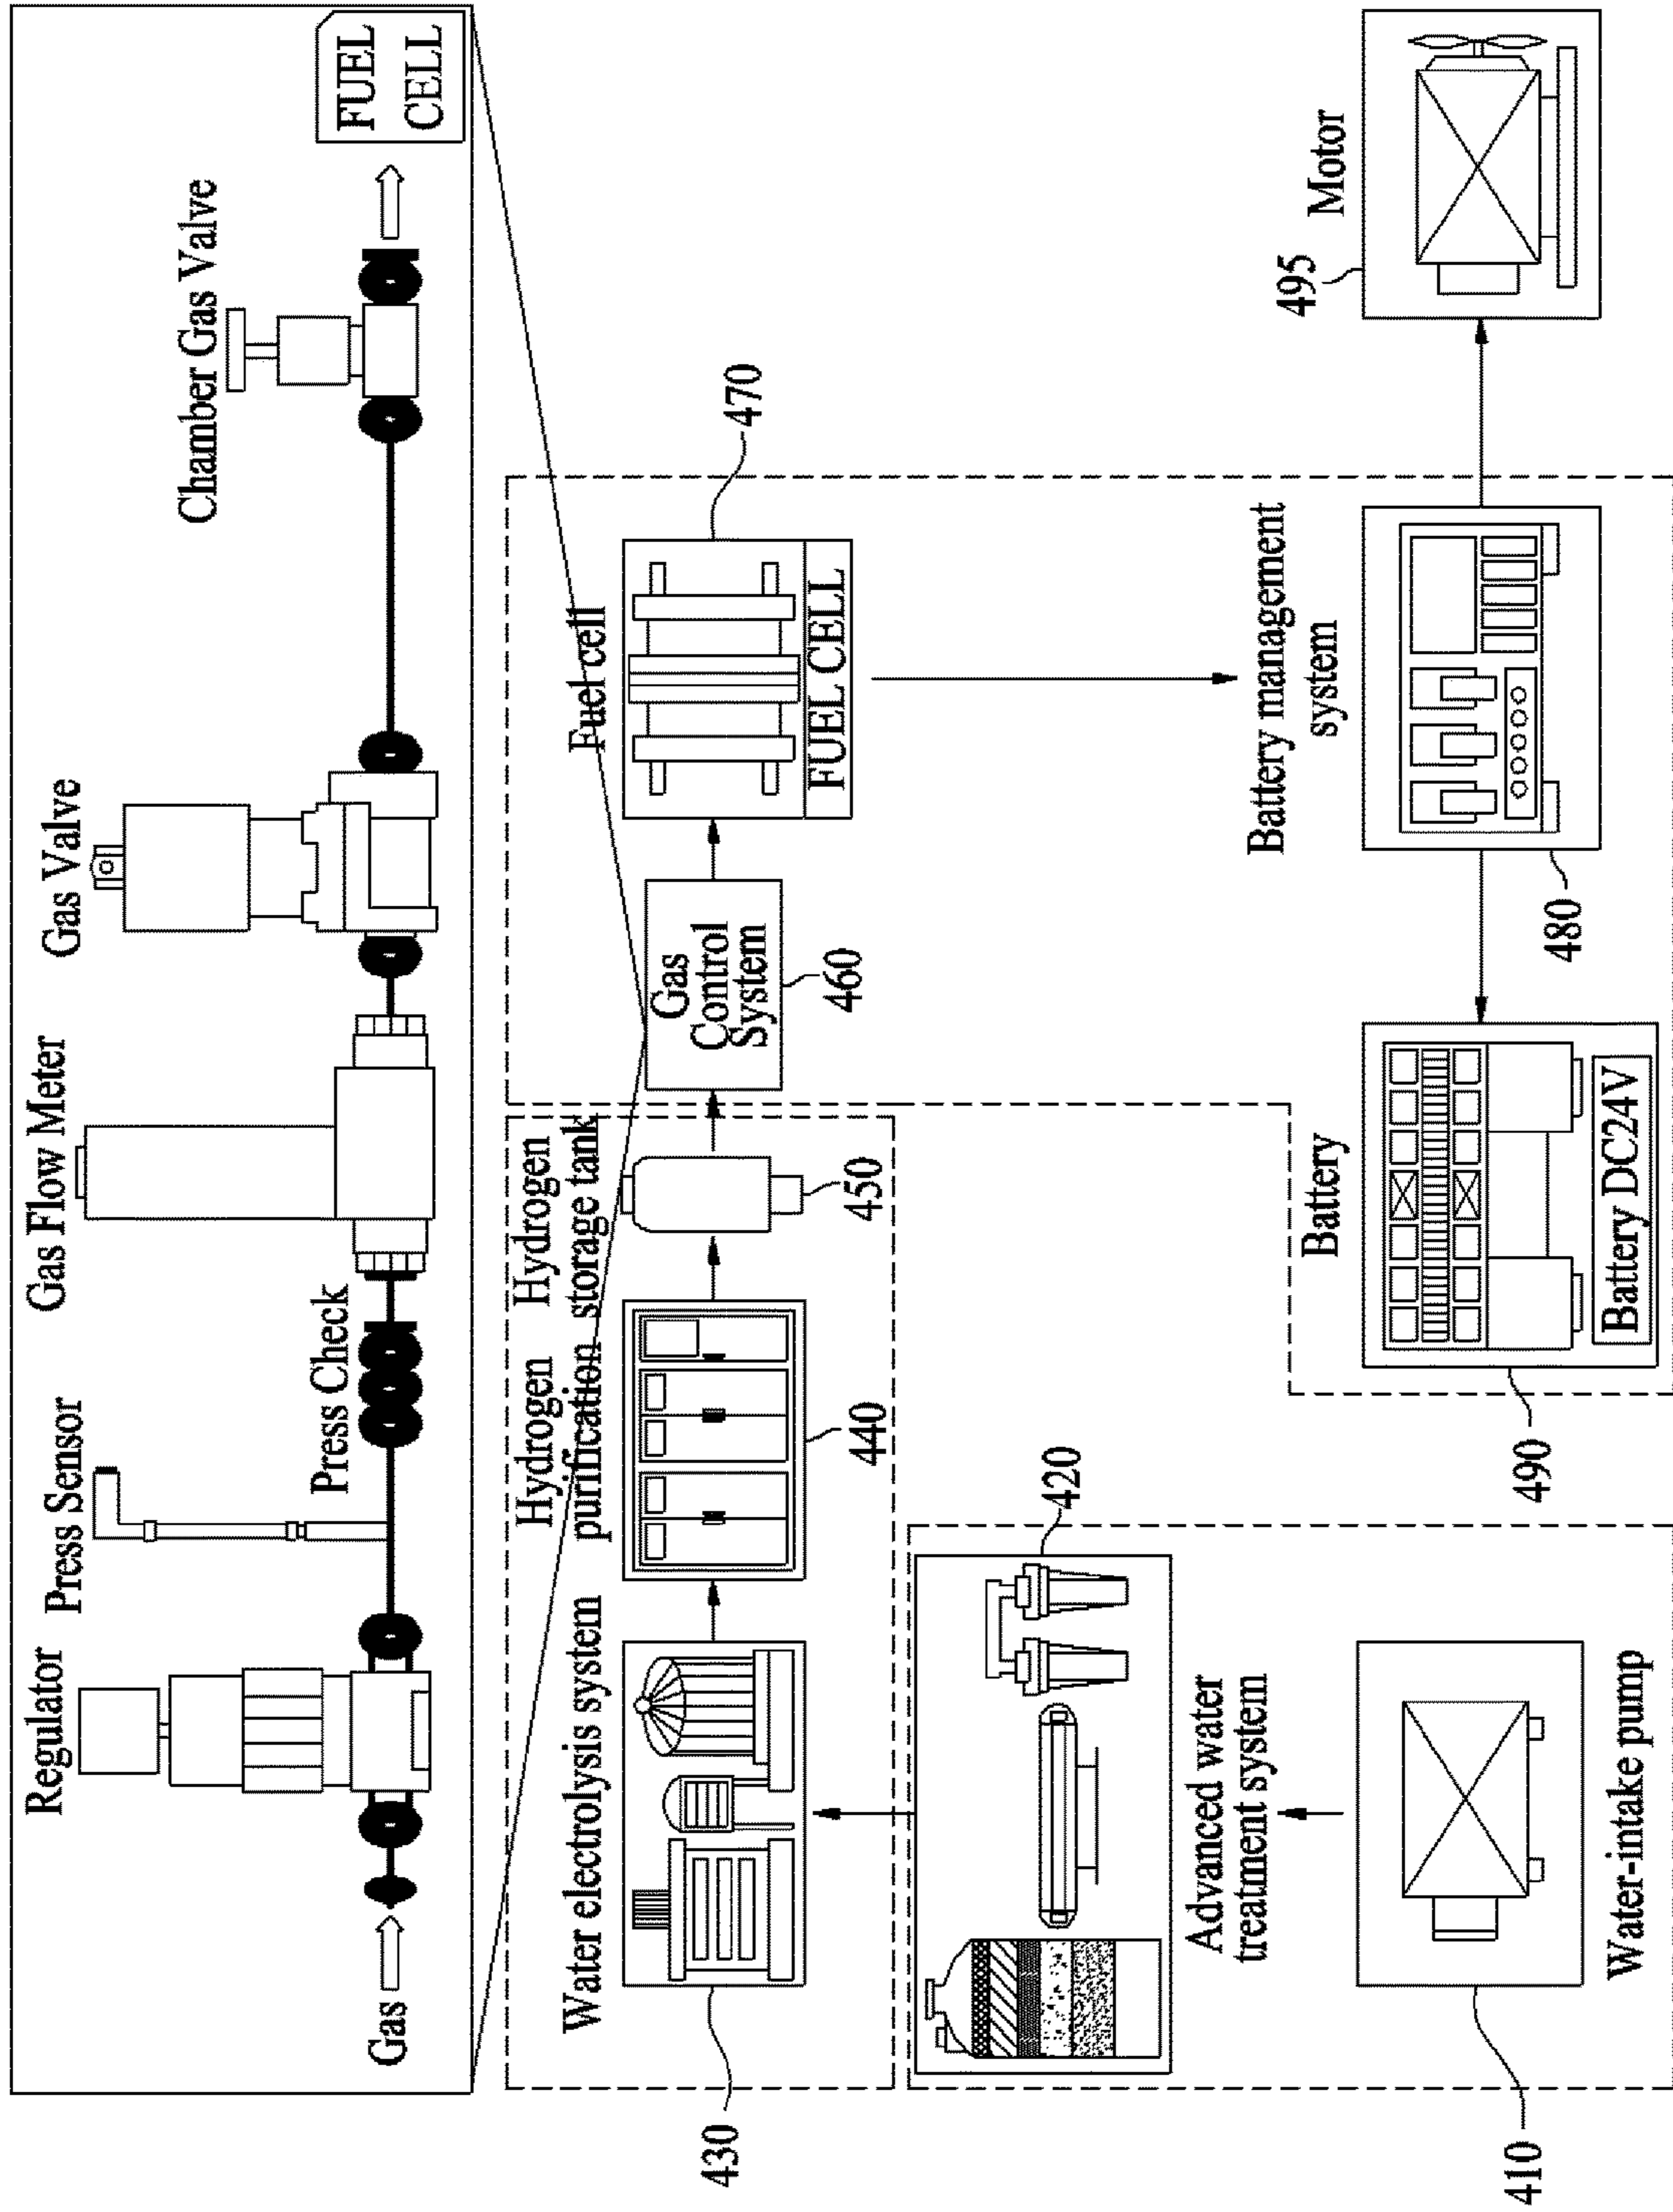 Regulator
Press Sensor
Press Check
Gas Flow Meter
Gas Valve
Chamber Gas Valve
Gas
FUEL
CELL
Water electrolysis system
Hydrogen
purification
Hydrogen
storage tank
Fuel cell
Gas
Control
System
FUEL CELL
430
440
450
460
470
420
Advanced water
treatment system
Battery
Battery management
system
495
Motor
Battery DC24V
410
Water-intake pump
490
480